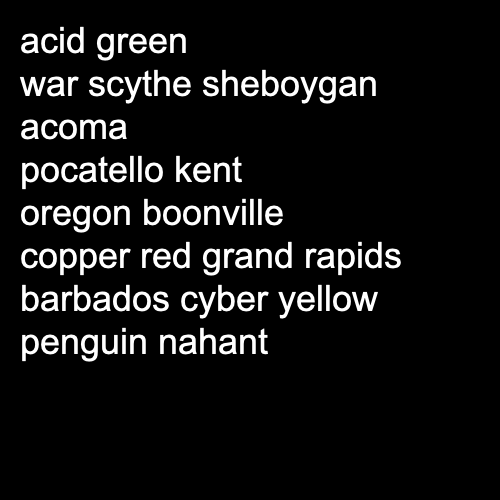 acid green
war scythe sheboygan
acoma
pocatello kent
oregon boonville
copper red grand rapids
barbados cyber yellow
penguin nahant